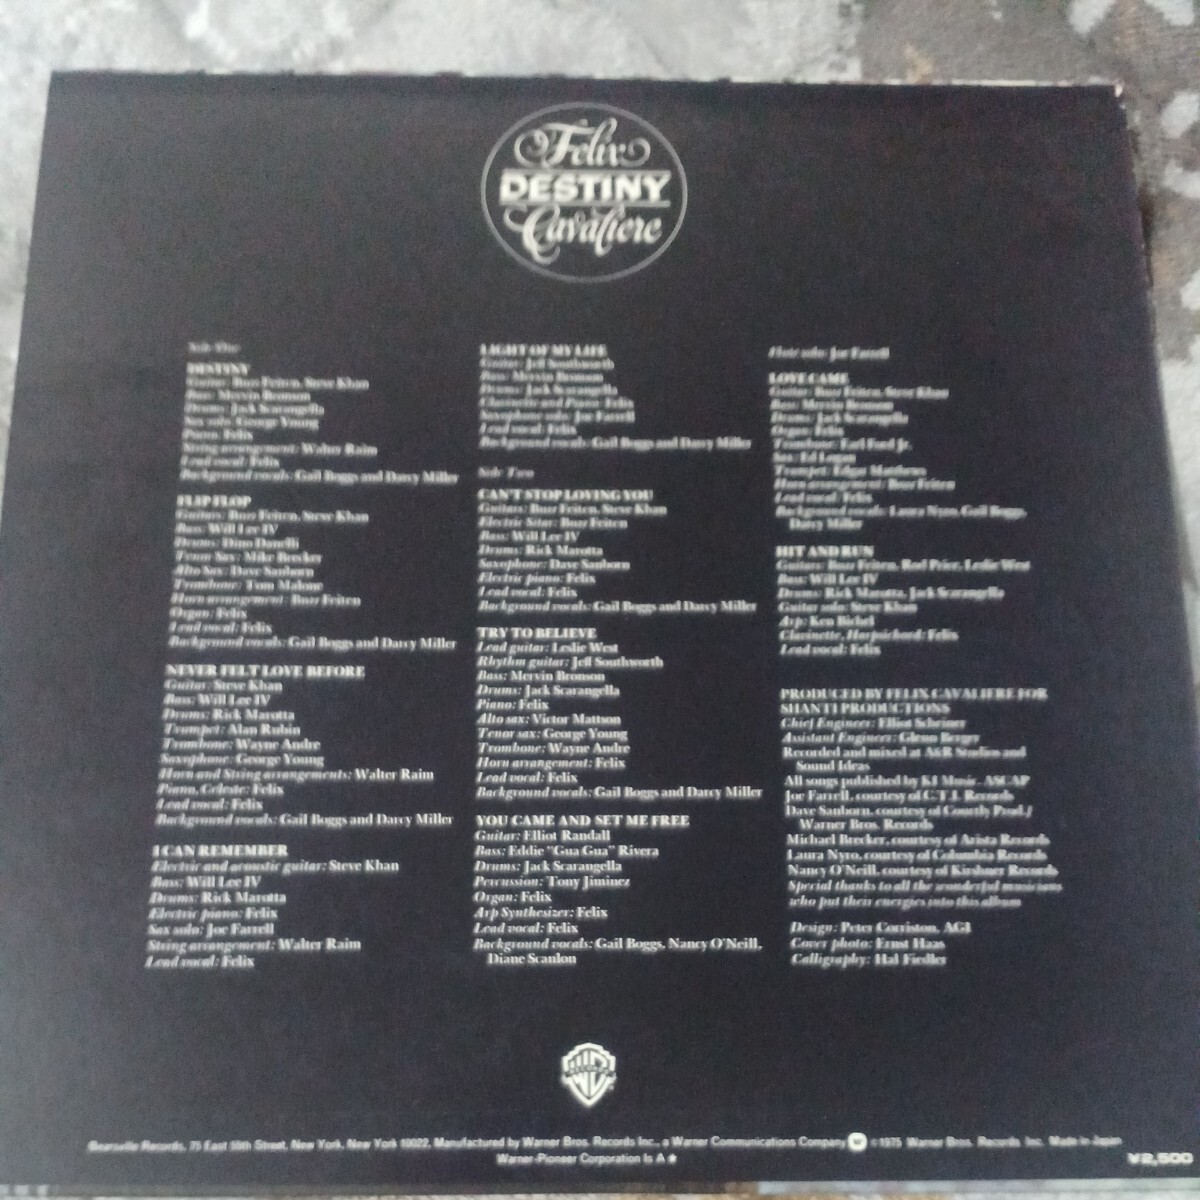 Felix
DESTINY
Cavaliere
Side One
DESTINY
Guitar: Buzz Feiten, Steve Khan
Bass: Mervin Bronson
Drums: Jack Scarangella
Sax solo: George Young
Piano: Felix
String arrangement: Walter Raim
Lead vocal: Felix
Background vocals: Gail Boggs and Darcy Miller
FLIP FLOP
Guitars: Buzz Feiten, Steve Khan
Bass: Will Lee IV
Drums: Dino Danelli
Tenor Sax: Mike Brecker
Alto Sax: Dave Sanborn
Trombone: Tom Malone
Horn arrangement: Buzz Feiten
Organ: Felix
Lead vocal: Felix
Background vocals: Gail Boggs and Darcy Miller
NEVER FELT LOVE BEFORE
Guitar: Steve Khan
Bass: Will Lee IV
Drums: Rick Marotta
Trumpet: Alan Rubin
Trombone: Wayne Andre
Saxophone: George Young
Horn and String arrangements: Walter Raim
Piano, Celeste: Felix
Lead vocal: Felix
Background vocals: Gail Boggs and Darcy Miller
I CAN REMEMBER
Electric and acoustic guitar: Steve Khan
Bass: Will Lee IV
Drums: Rick Marotta
Electric piano: Felix
Sax solo: Joe Farrell
String arrangement: Walter Raim
Lead vocal: Felix
LIGHT OF MY LIFE
Guitar: Jeff Southworth
Bass: Mervin Bronson
Drums: Jack Scarangella
Clavinette and Piano: Felix
Saxophone solo: Joe Farrell
Lead vocal: Felix
Background vocals: Gail Boggs and Darcy Miller
Side Two
CAN'T STOP LOVING YOU
Guitars: Buzz Feiten, Steve Khan
Electric Sitar: Buzz Feiten
Bass: Will Lee IV
Drums: Rick Marotta
Saxophone: Dave Sanborn
Electric piano: Felix
Lead vocal: Felix
Background vocals: Gail Boggs and Darcy Miller
TRY TO BELIEVE
Lead guitar: Leslie West
Rhythm guitar: Jeff Southworth
Bass: Mervin Bronson
Drums: Jack Scarangella
Piano: Felix
Alto sax: Victor Mattson
Tenor sax: George Young
Trombone: Wayne Andre
Horn arrangement: Felix
Lead vocal: Felix
Background vocals: Gail Boggs and Darcy Miller
YOU CAME AND SET ME FREE
Guitar: Elliot Randall
Bass: Eddie "Gua Gua" Rivera
Drums: Jack Scarangella
Percussion: Tony Jiminez
Organ: Felix
Arp Synthesizer: Felix
Lead vocal: Felix
Background vocals: Gail Boggs, Nancy O'Neill,
Diane Scanlon
Flute solo: Joe Farrell
LOVE CAME
Guitar: Buzz Feiten, Steve Khan
Bass: Mervin Bronson
Drums: Jack Scarangella
Organ: Felix
Trombone: Earl Ford Jr.
Sax: Ed Logan
Trumpet: Edgar Matthews
Horn arrangement: Buzz Feiten
Lead vocal: Felix
Background vocals: Laura Nyro, Gail Boggs,
Darcy Miller
HIT AND RUN
Guitars: Buzz Feiten, Rod Price, Leslie West
Bass: Will Lee IV
Drums: Rick Marotta, Jack Scarangella
Guitar solo: Steve Khan
Arp: Ken Bichel
Clavinette, Harpsichord: Felix
Lead vocal: Felix
PRODUCED BY FELIX CAVALIERE FOR
SHANTI PRODUCTIONS
Chief Engineer: Elliot Scheiner
Assistant Engineer: Glenn Berger
Recorded and mixed at A&R Studios and
Sound Ideas
All songs published by KI Music, ASCAP
Joe Farrell, courtesy of C.T.I. Records
Dave Sanborn, courtesy of Courtly Prod./
Warner Bros. Records
Michael Brecker, courtesy of Arista Records
Laura Nyro, courtesy of Columbia Records
Nancy O'Neill, courtesy of Kirshner Records
Special thanks to all the wonderful musicians
who put their energies into this album
Design: Peter Corriston, AGI
Cover photo: Ernst Haas
Calligraphy: Hal Fiedler
Bearsville Records, 75 East 55th Street, New York, New York 10022. Manufactured by Warner Bros. Records Inc., a Warner Communications Company ©1975 Warner Bros. Records Inc. Made in Japan
Warner-Pioneer Corporation Is A ★
¥2,500